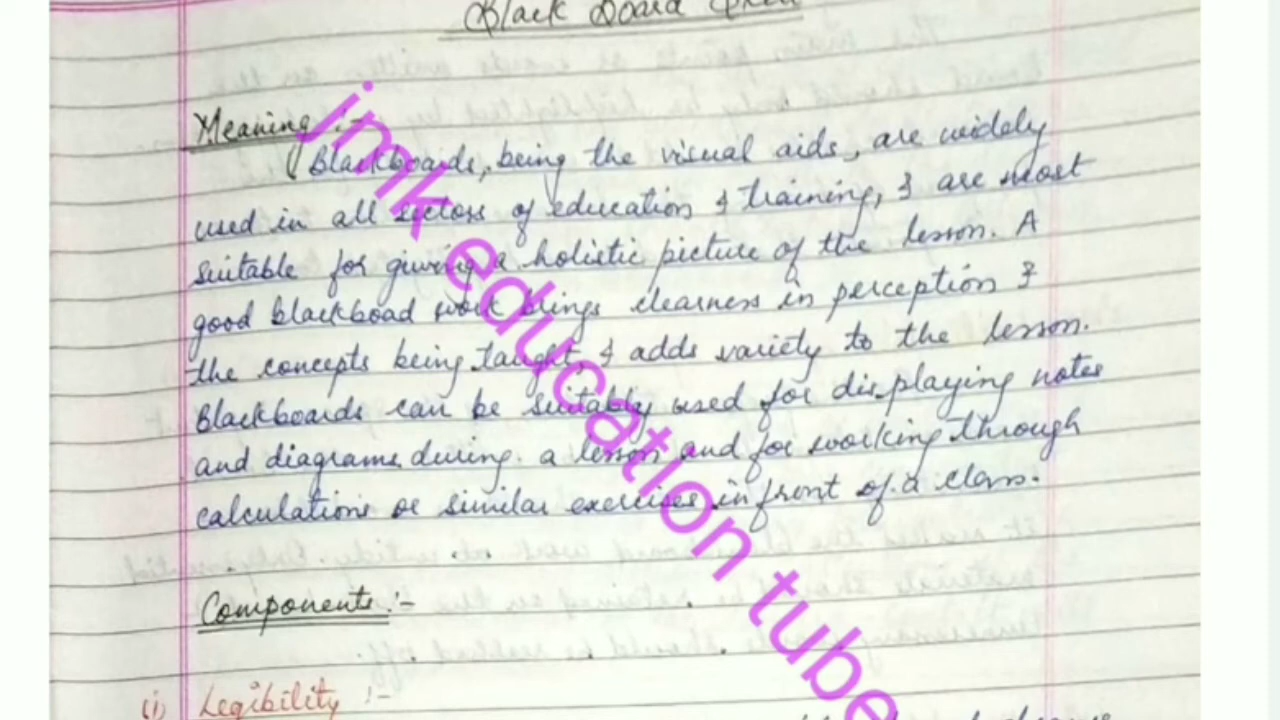 Black Board
Meaning :-
Blackboards, being the visual aids, are widely
used in all sectors of education & training, & are most
suitable for giving a holistic picture of the lesson. A
good blackboad work brings clearness in perception &
the concepts being taught, & adds variety to the lesson.
Blackboards can be suitably used for displaying notes
and diagrams during a lesson and for working through
calculations or similar exercises in front of a class.
Components :-
(i) Legibility :-
jmk education tube